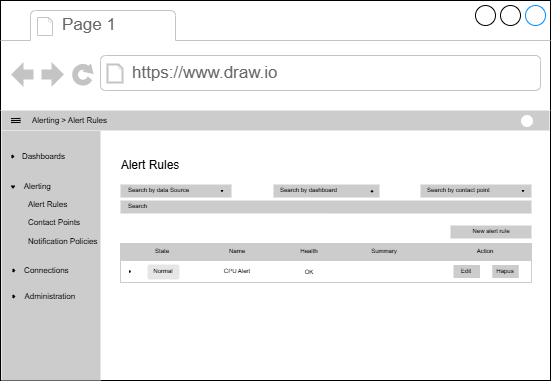 Page 1
https://www.draw.io
Alerting > Alert Rules
Dashboards
Alerting
Alert Rules
Contact Points
Notification Policies
Connections
Administration
Alert Rules
Search by data Source
Search by dashboard
Search by contact point
Search
New alert rule
State Name Health Summary Action
Normal CPU Alert OK Edit Hapus